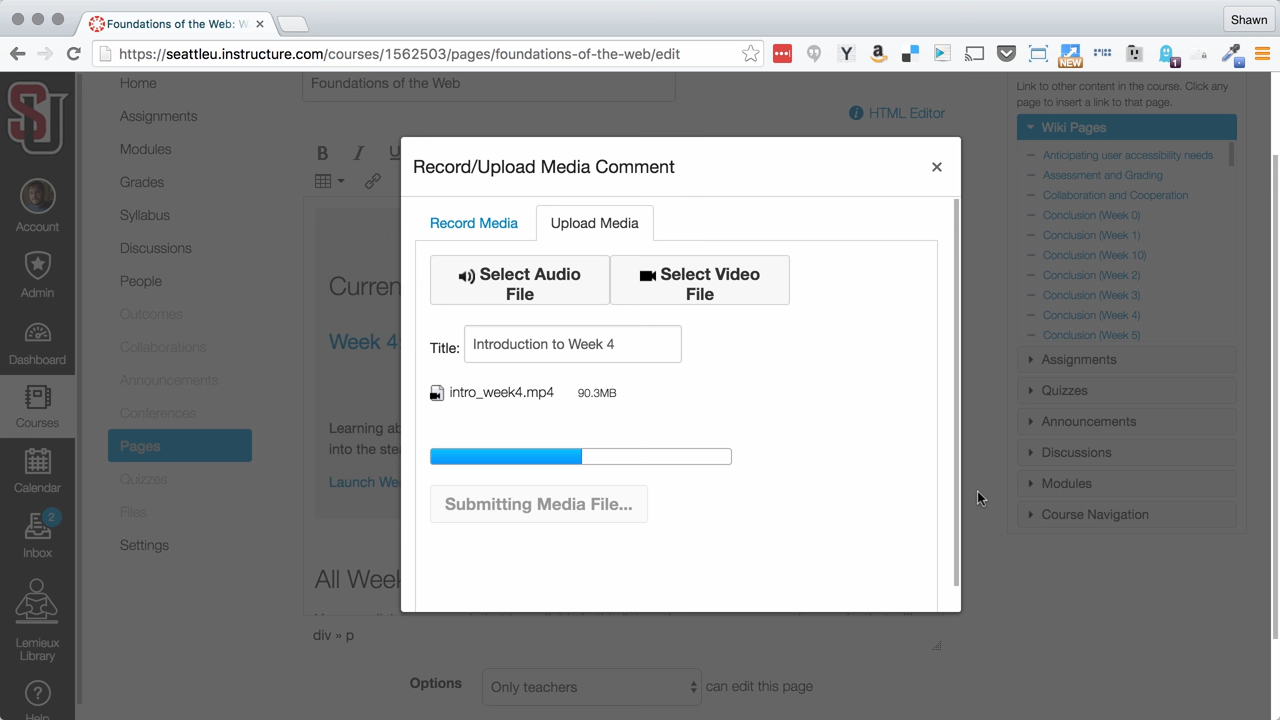 Foundations of the Web: W
Shawn
https://seattleu.instructure.com/courses/1562503/pages/foundations-of-the-web/edit
Y
a
NEW
1
SU
Account
Admin
Dashboard
Courses
Calendar
2
Inbox
Lemieux
Library
Help
Home
Assignments
Modules
Grades
Syllabus
Discussions
People
Outcomes
Collaborations
Announcements
Conferences
Pages
Quizzes
Files
Settings
Foundations of the Web
HTML Editor
B I U
Curren
Week 4
Learning ab
into the ste
Launch We
All Week
div » p
Options
Only teachers
can edit this page
Record/Upload Media Comment
×
Record Media
Upload Media
Select Audio
File
Select Video
File
Title:
Introduction to Week 4
intro_week4.mp4 90.3MB
Submitting Media File...
Link to other content in the course. Click any
page to insert a link to that page.
Wiki Pages
Anticipating user accessibility needs
Assessment and Grading
Collaboration and Cooperation
Conclusion (Week 0)
Conclusion (Week 1)
Conclusion (Week 10)
Conclusion (Week 2)
Conclusion (Week 3)
Conclusion (Week 4)
Conclusion (Week 5)
Assignments
Quizzes
Announcements
Discussions
Modules
Course Navigation